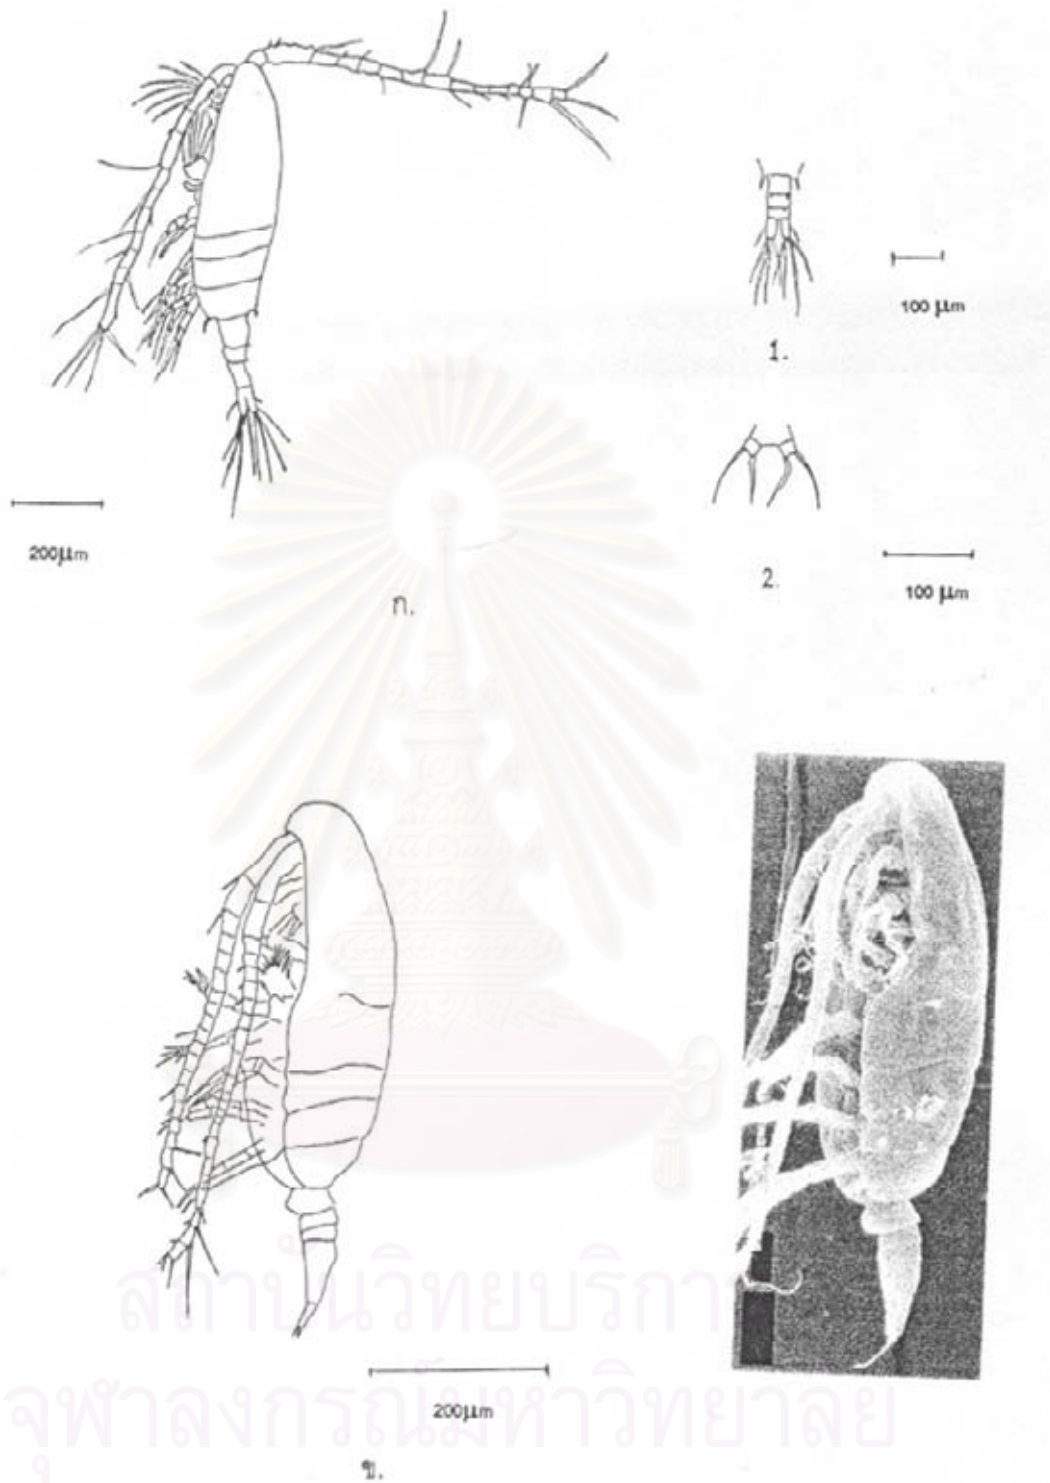 100 µm
1.
200µm
2.
100 µm
ก.
200µm
ข.
สถาบันวิทยบริการ
จุฬาลงกรณ์มหาวิทยาลัย